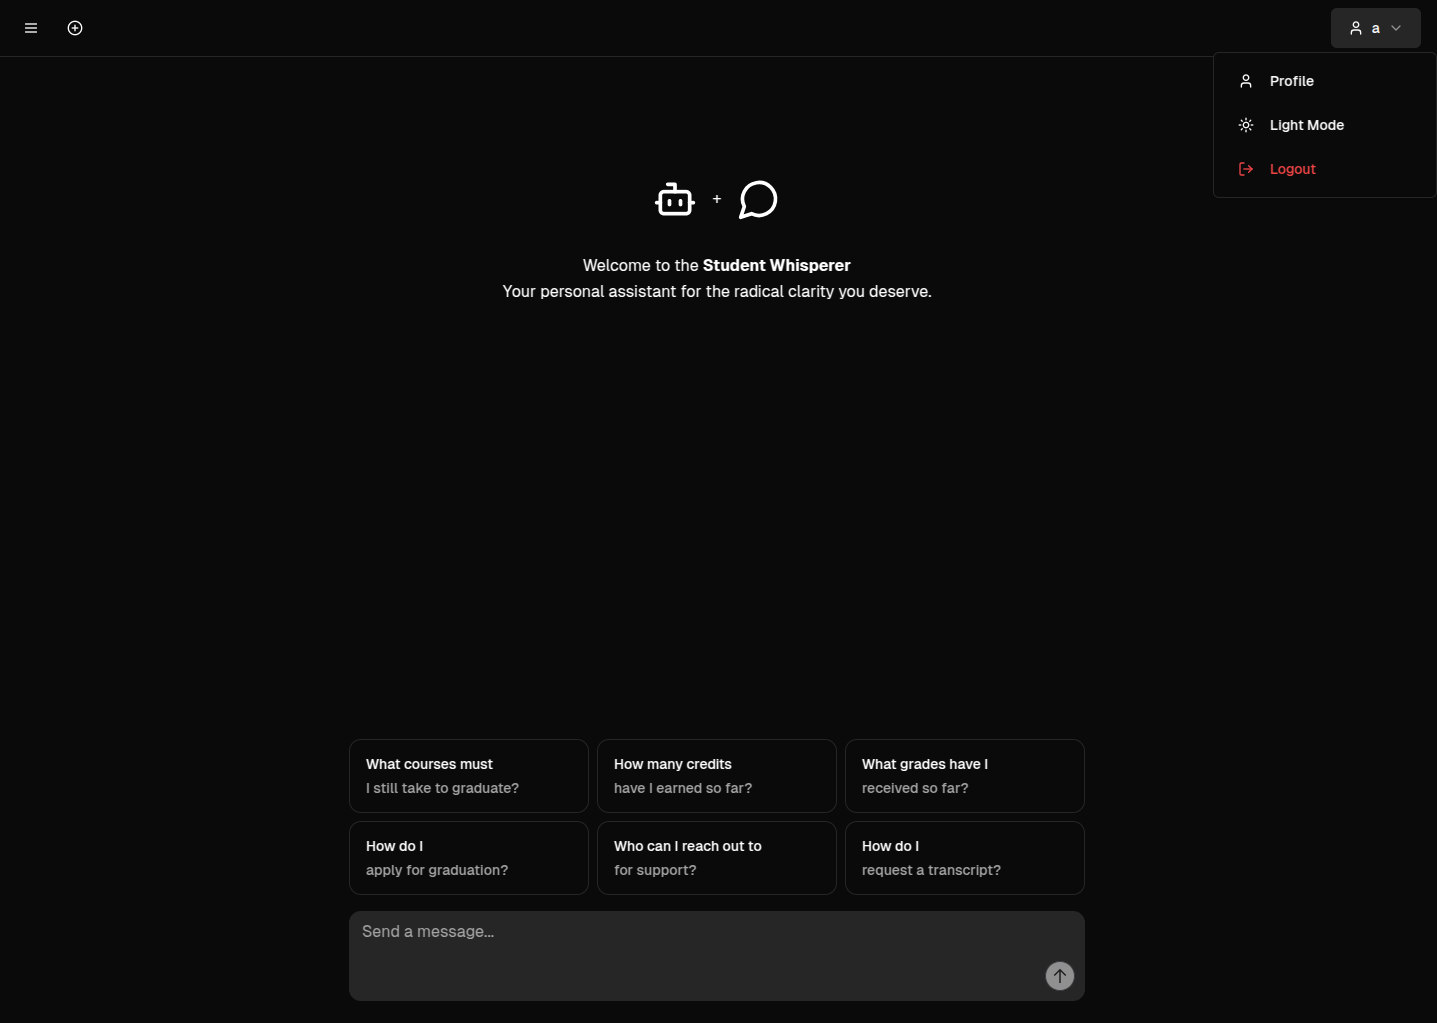 a
Profile
Light Mode
Logout
+
Welcome to the Student Whisperer
Your personal assistant for the radical clarity you deserve.
What courses must
I still take to graduate?
How many credits
have I earned so far?
What grades have I
received so far?
How do I
apply for graduation?
Who can I reach out to
for support?
How do I
request a transcript?
Send a message...